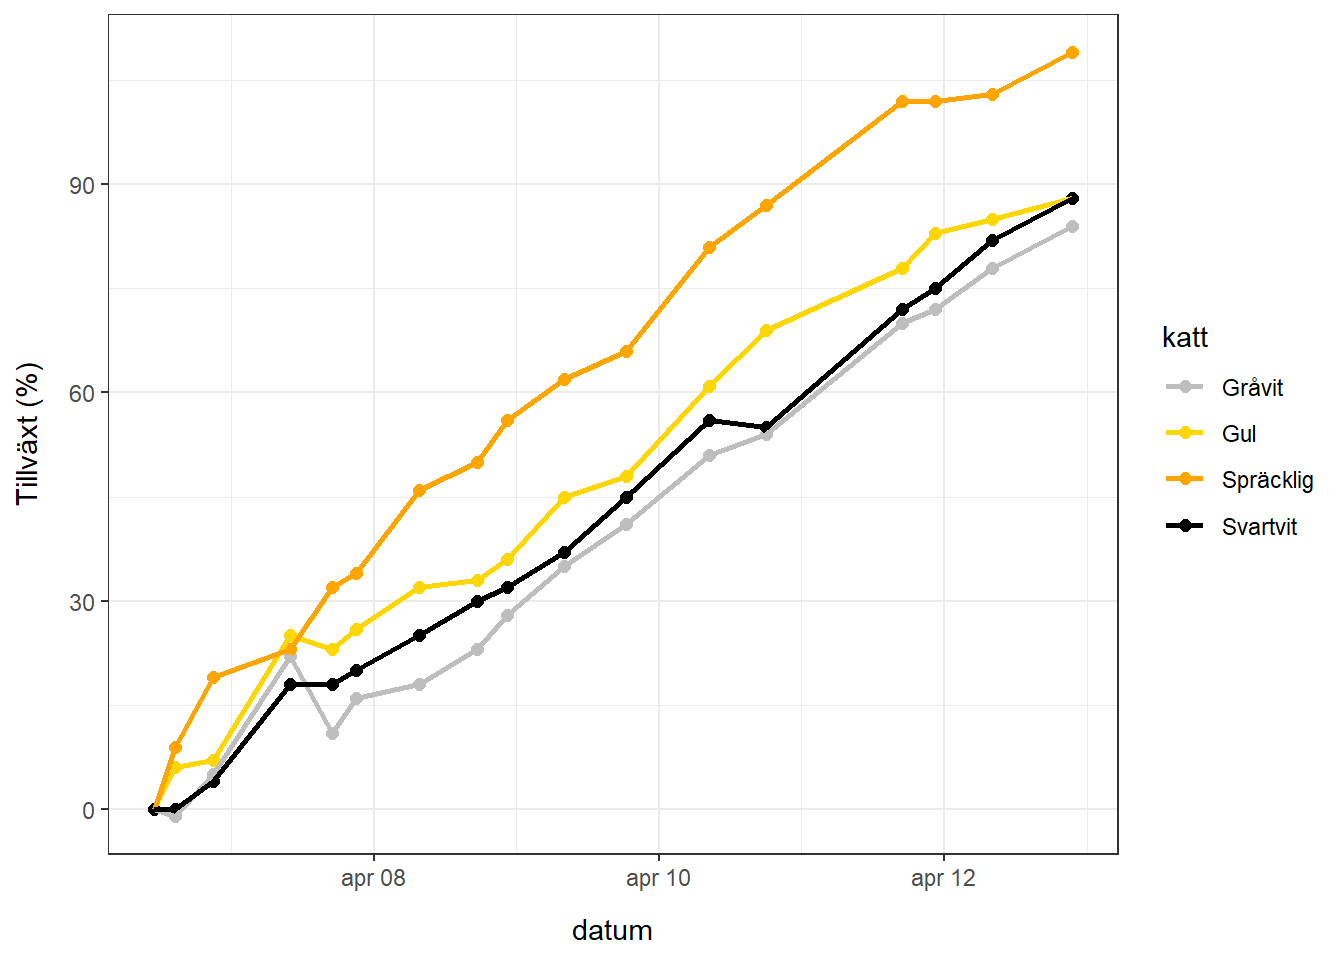 Tillväxt (%)
90
60
30
0
apr 08
apr 10
apr 12
datum
katt
Gråvit
Gul
Spräcklig
Svartvit